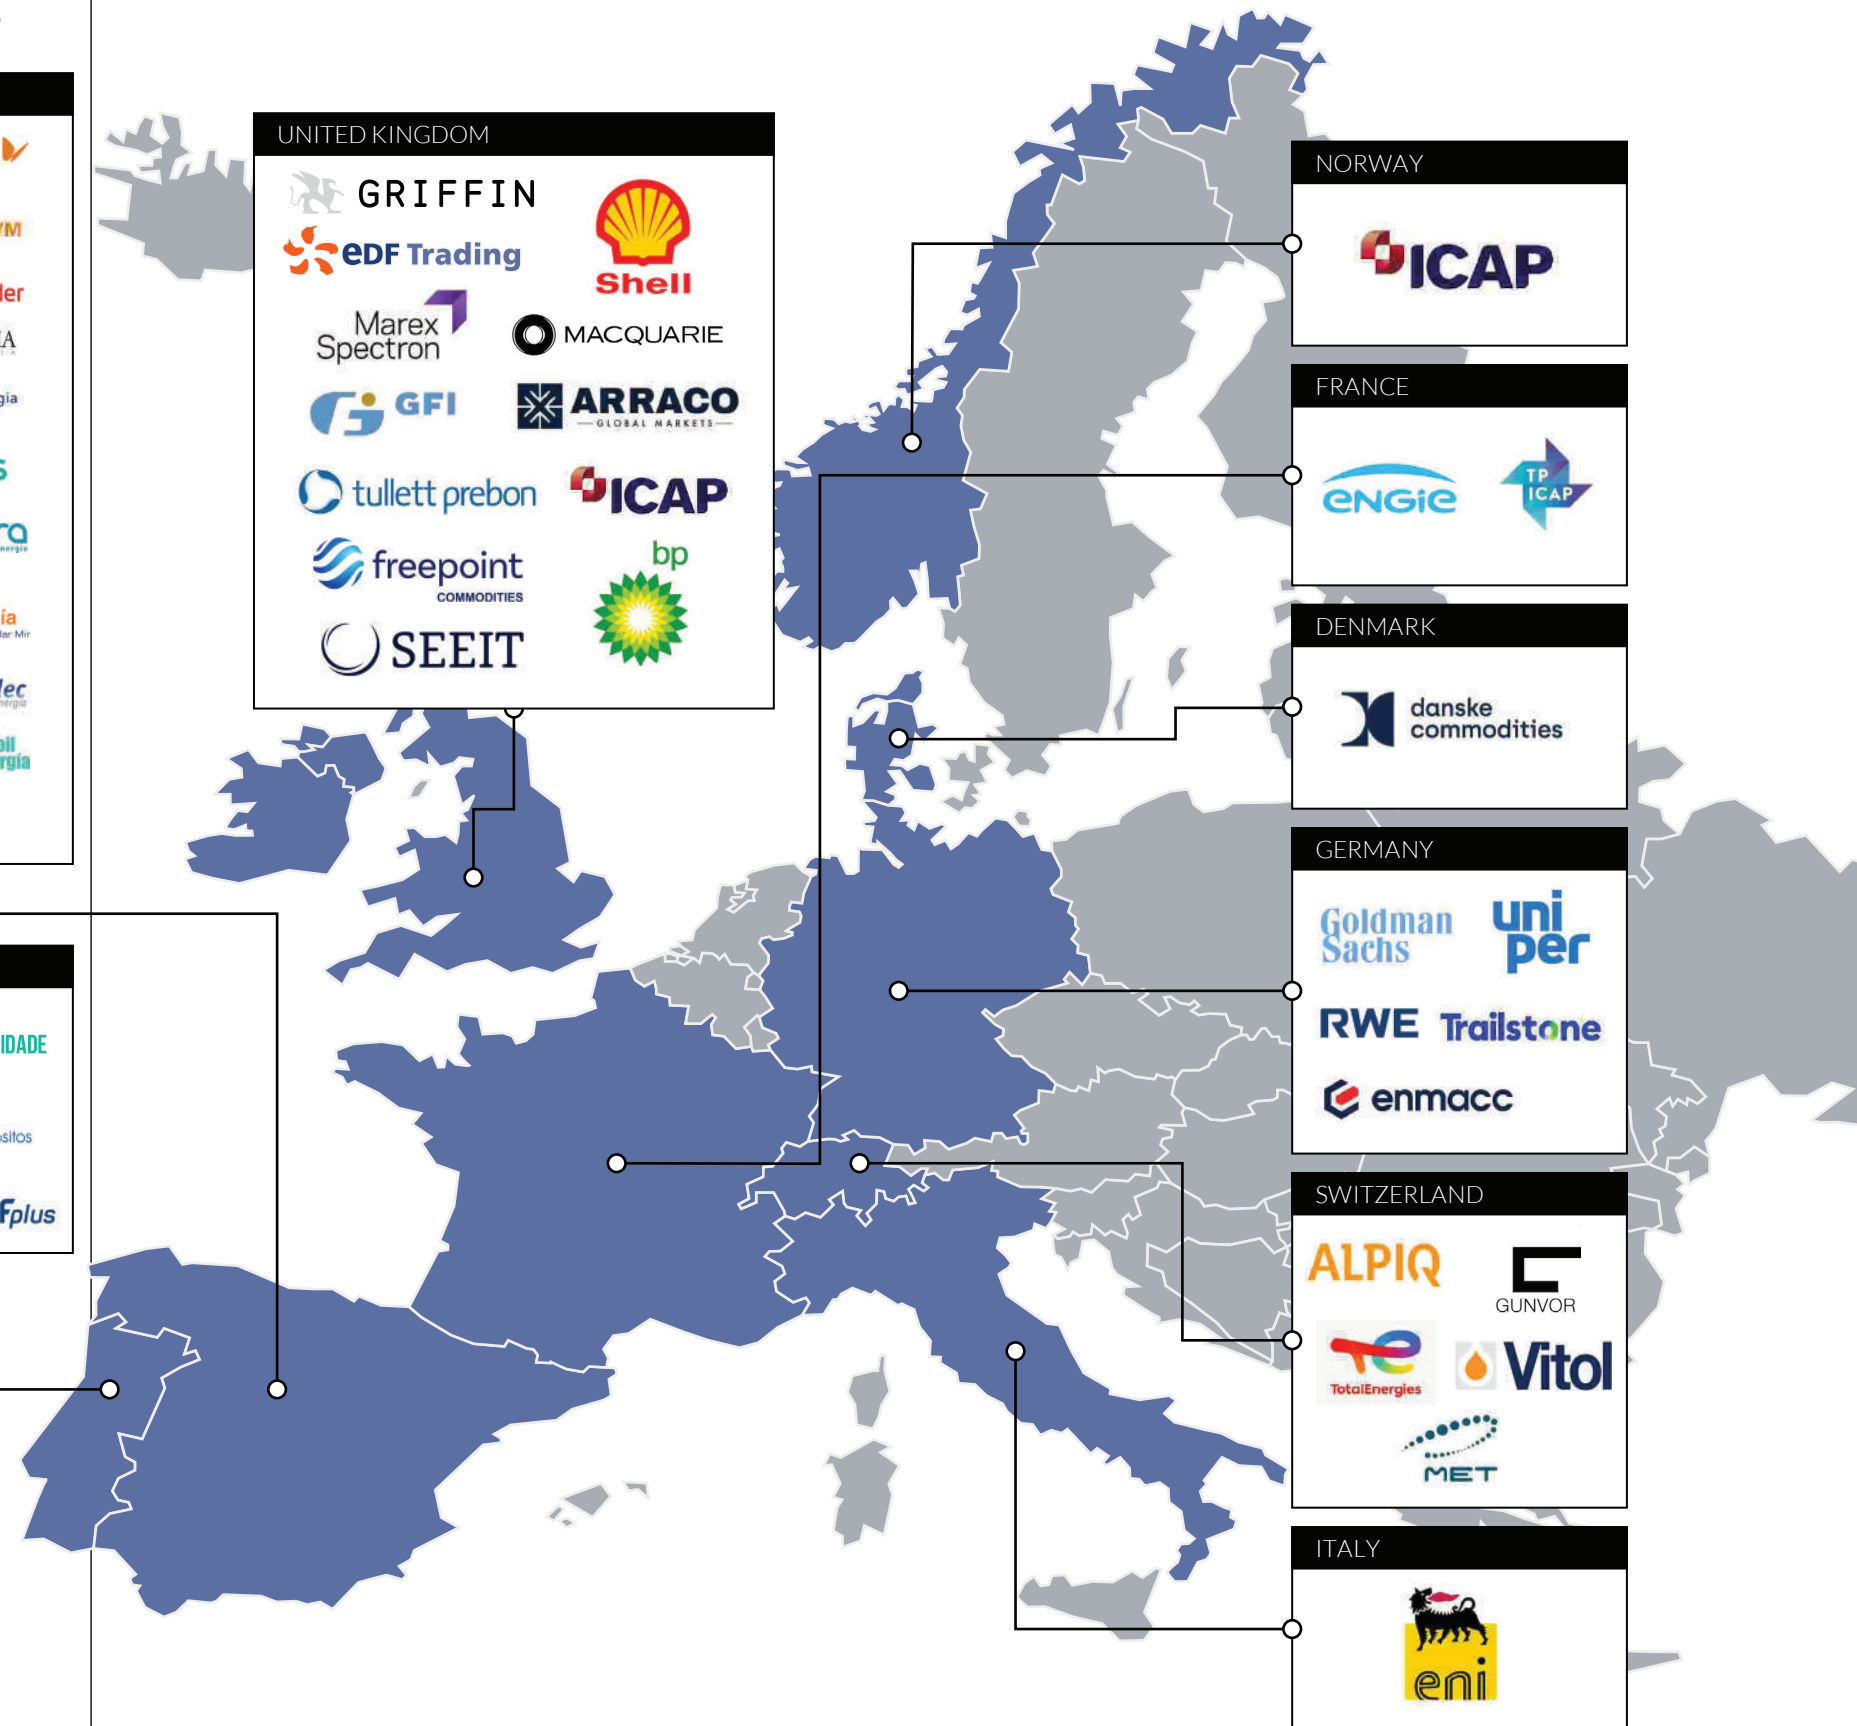 UNITED KINGDOM
GRIFFIN
eDF Trading
Shell
Marex
Spectron
MACQUARIE
GFI
ARRACO
GLOBAL MARKETS
tullett prebon
ICAP
freepoint
COMMODITIES
bp
SEEIT
NORWAY
ICAP
FRANCE
ENGIE
TP
ICAP
DENMARK
danske
commodities
GERMANY
Goldman
Sachs
uni
per
RWE
Trailstone
enmacc
SWITZERLAND
ALPIQ
GUNVOR
TotalEnergies
Vitol
MET
ITALY
eni
IDADE
plus